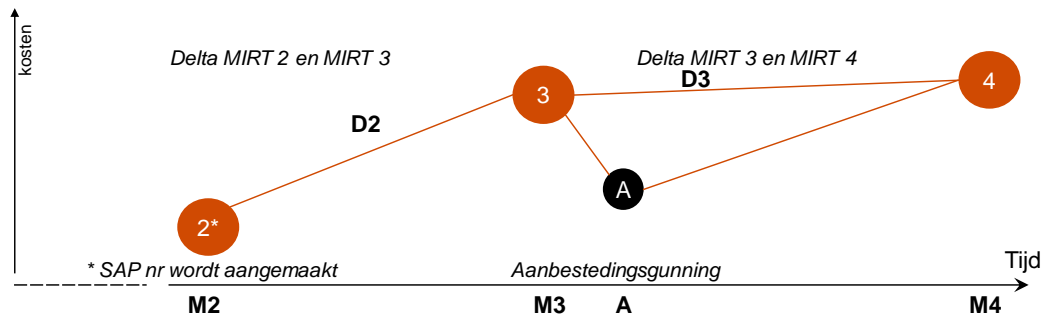 kosten
Delta MIRT 2 en MIRT 3
Delta MIRT 3 en MIRT 4
D3
3
4
D2
A
2*
* SAP nr wordt aangemaakt
Aanbestedingsgunning
Tijd
M2
M3
A
M4